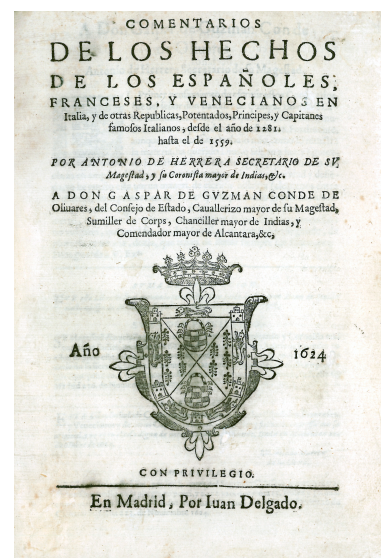 COMENTARIOS
DE LOS HECHOS
DE LOS ESPAÑOLES,
FRANCESES, Y VENECIANOS EN
Italia, y de otras Republicas, Potentados, Principes, y Capitanes
famosos Italianos, desde el año de 1281.
hasta el de 1559.
POR ANTONIO DE HERRERA SECRETARIO DE SV
Magestad, y su Coronista mayor de Indias, &c.
A DON GASPAR DE GVZMAN CONDE DE
Oliuares, del Consejo de Estado, Cauallerizo mayor de su Magestad,
Sumiller de Corps, Chanciller mayor de Indias, y
Comendador mayor de Alcantara, &c,
Año 1624
CON PRIVILEGIO.
En Madrid, Por Iuan Delgado.